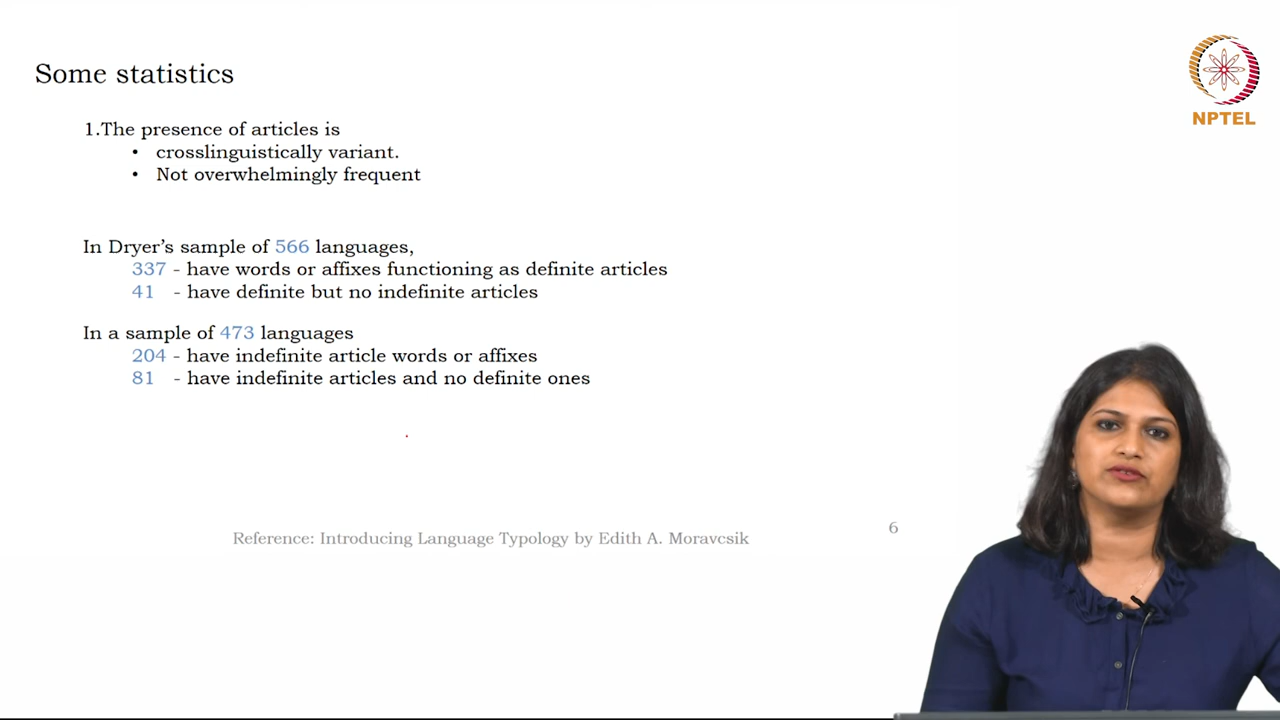 Some statistics
NPTEL
1.The presence of articles is
• crosslinguistically variant.
• Not overwhelmingly frequent
In Dryer's sample of 566 languages,
337 - have words or affixes functioning as definite articles
41 - have definite but no indefinite articles
In a sample of 473 languages
204 - have indefinite article words or affixes
81 - have indefinite articles and no definite ones
Reference: Introducing Language Typology by Edith A. Moravcsik
6